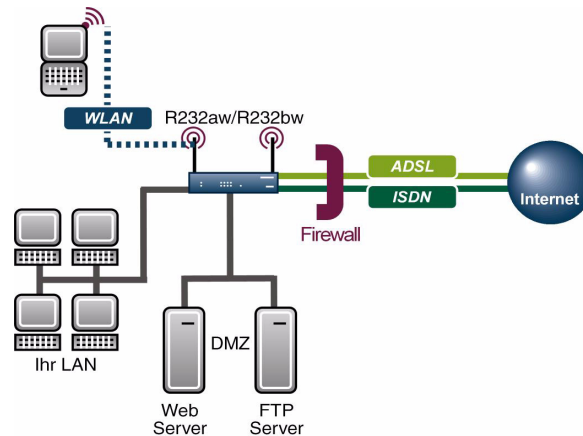 WLAN
R232aw/R232bw
ADSL
ISDN
Internet
Firewall
Ihr LAN
DMZ
Web
Server
FTP
Server